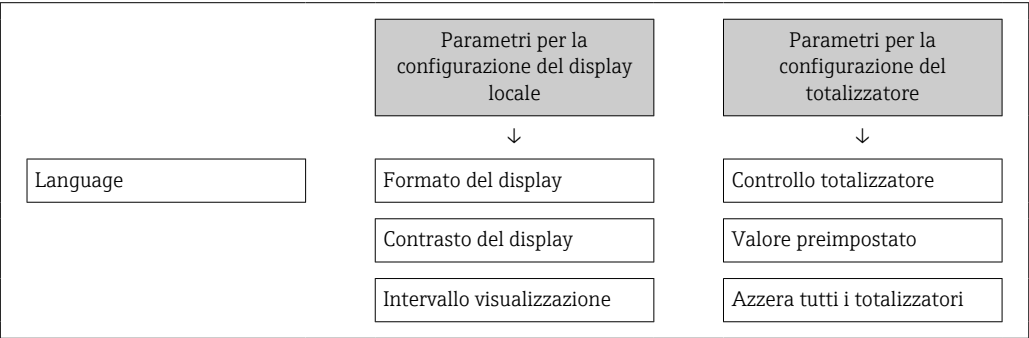 Parametri per la
configurazione del display
locale
Parametri per la
configurazione del
totalizzatore
↓
↓
Language
Formato del display
Controllo totalizzatore
Contrasto del display
Valore preimpostato
Intervallo visualizzazione
Azzera tutti i totalizzatori